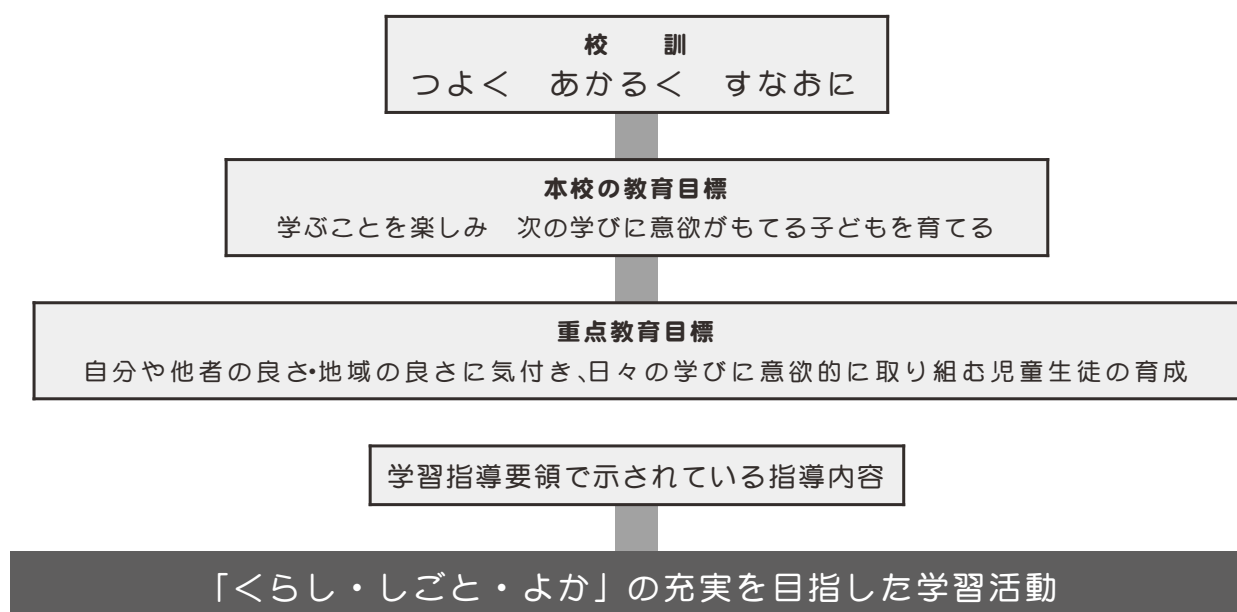 校　訓
つよく　あかるく　すなおに
本校の教育目標
学ぶことを楽しみ　次の学びに意欲がもてる子どもを育てる
重点教育目標
自分や他者の良さ・地域の良さに気付き、日々の学びに意欲的に取り組む児童生徒の育成
学習指導要領で示されている指導内容
「くらし・しごと・よか」の充実を目指した学習活動